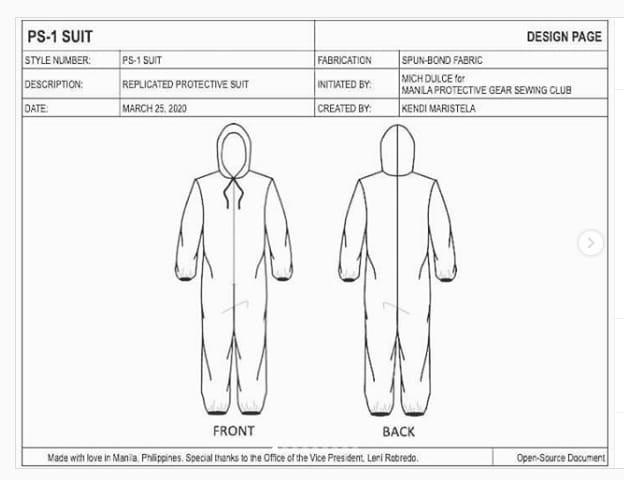 PS-1 SUIT DESIGN PAGE
STYLE NUMBER: PS-1 SUIT FABRICATION SPUN-BOND FABRIC
DESCRIPTION: REPLICATED PROTECTIVE SUIT INITIATED BY: MICH DULCE for
MANILA PROTECTIVE GEAR SEWING CLUB
DATE: MARCH 25, 2020 CREATED BY: KENDI MARISTELA
FRONT BACK
Made with love in Manila, Philippines. Special thanks to the Office of the Vice President, Leni Robredo. Open-Source Document